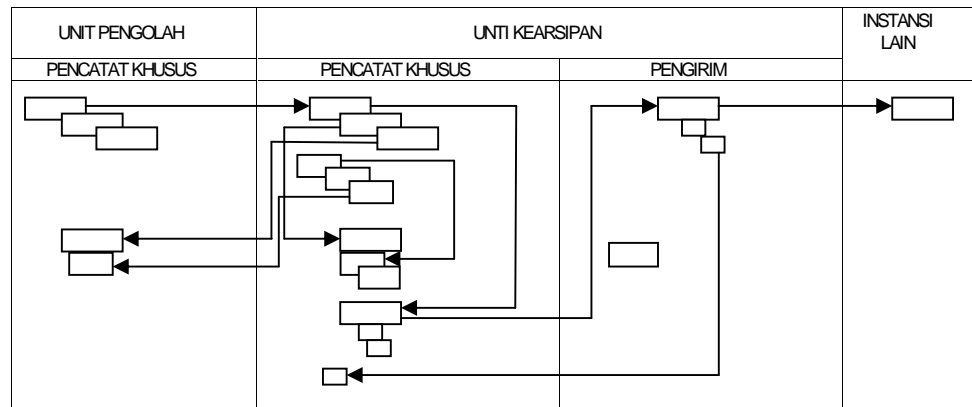 UNIT PENGOLAH
UNTI KEARSIPAN
INSTANSI
LAIN
PENCATAT KHUSUS
PENCATAT KHUSUS
PENGIRIM